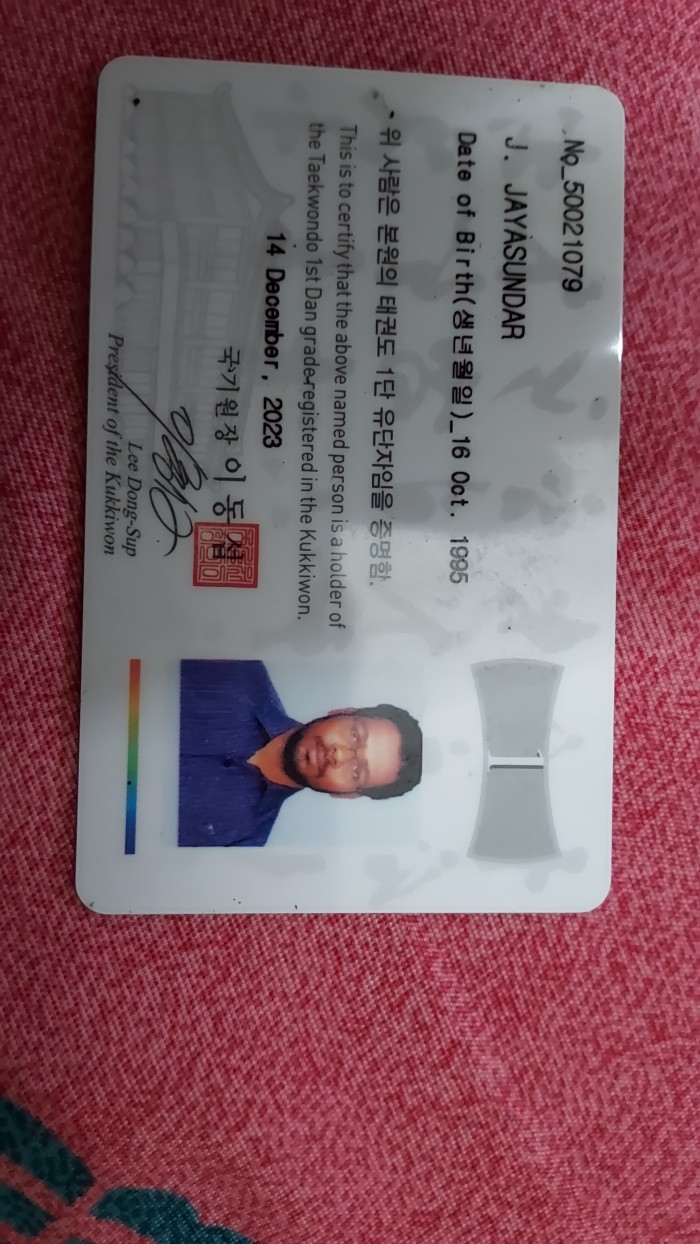 No_50021079
J. JAYASUNDAR
Date of Birth(생년월일)_16 Oct. 1995
위 사람은 본원의 태권도 1단 유단자임을 증명함.
This is to certify that the above named person is a holder of
the Taekwondo 1st Dan grade registered in the Kukkiwon.
14 December, 2023
국기원장 이 동 섭
Lee Dong-Sup
President of the Kukkiwon
1